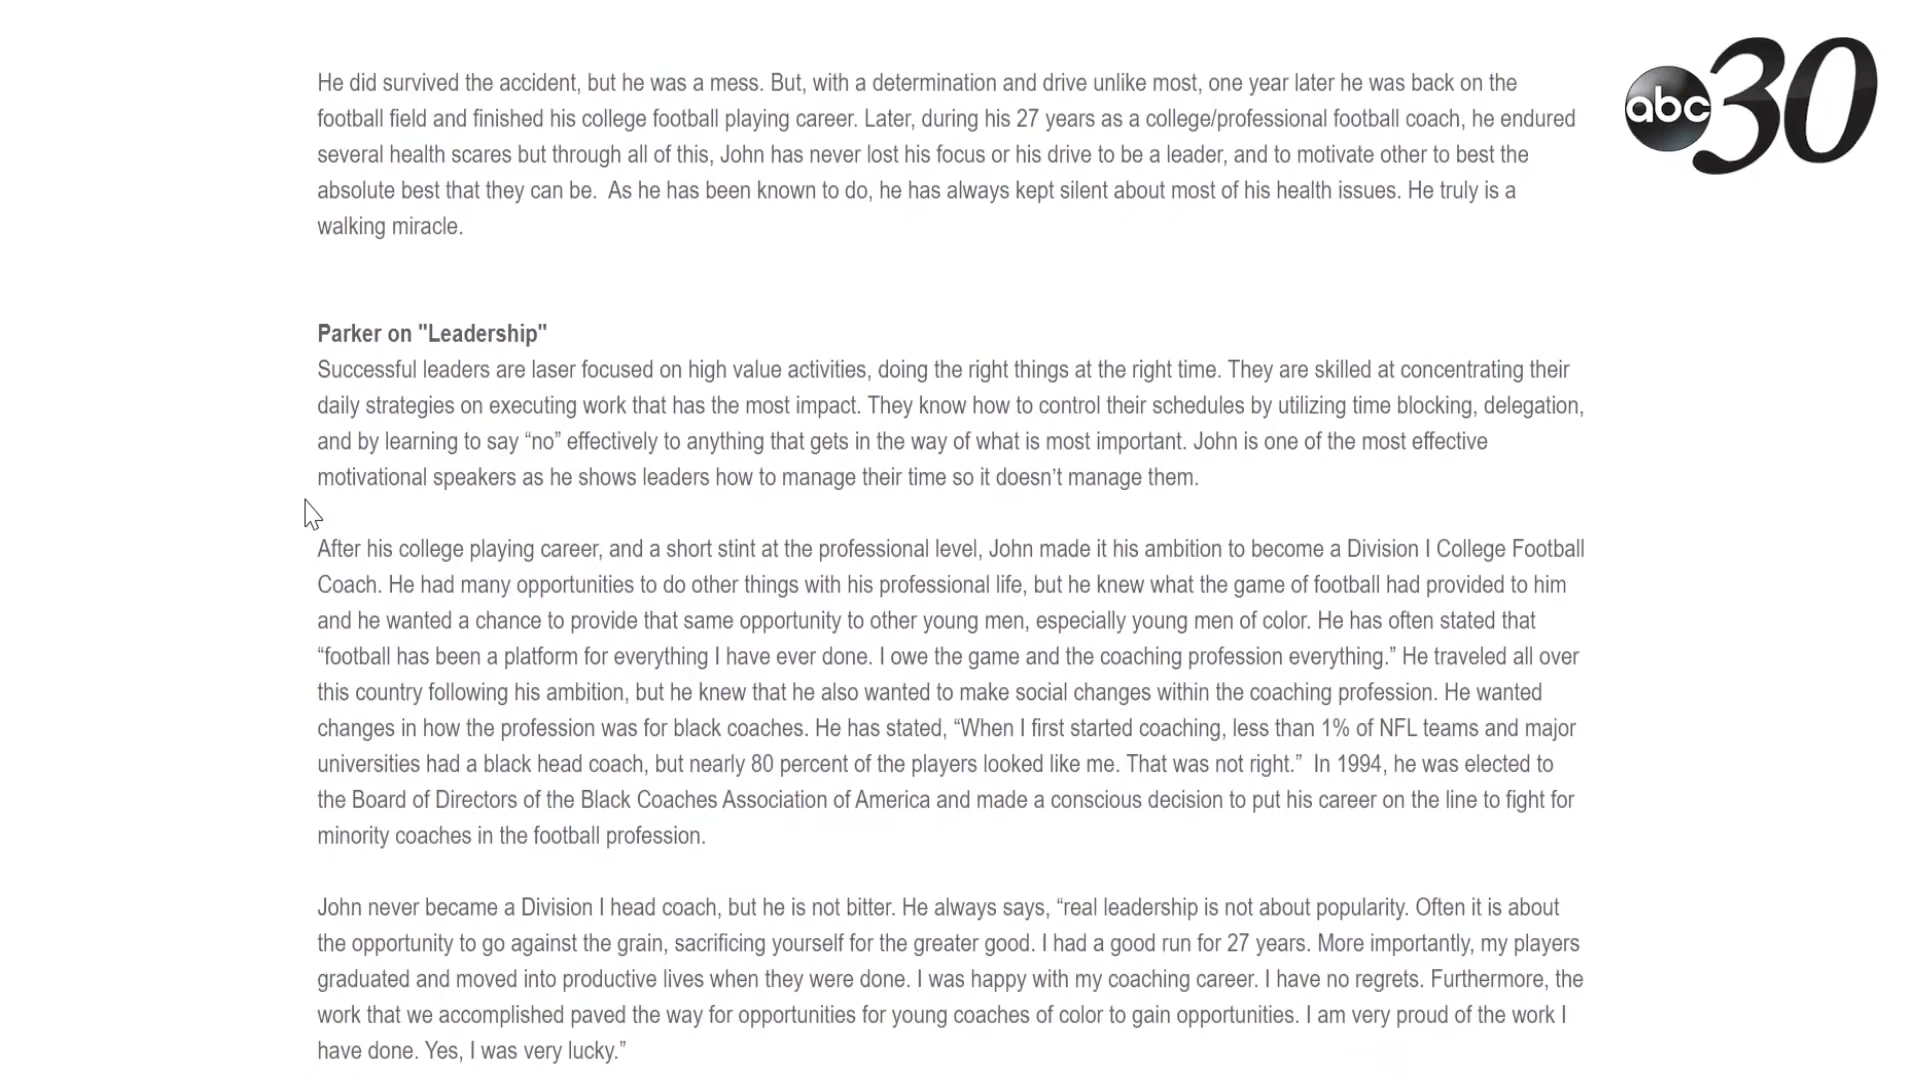 abc30
He did survived the accident, but he was a mess. But, with a determination and drive unlike most, one year later he was back on the
football field and finished his college football playing career. Later, during his 27 years as a college/professional football coach, he endured
several health scares but through all of this, John has never lost his focus or his drive to be a leader, and to motivate other to best the
absolute best that they can be.  As he has been known to do, he has always kept silent about most of his health issues. He truly is a
walking miracle.
Parker on "Leadership"
Successful leaders are laser focused on high value activities, doing the right things at the right time. They are skilled at concentrating their
daily strategies on executing work that has the most impact. They know how to control their schedules by utilizing time blocking, delegation,
and by learning to say “no” effectively to anything that gets in the way of what is most important. John is one of the most effective
motivational speakers as he shows leaders how to manage their time so it doesn’t manage them.
After his college playing career, and a short stint at the professional level, John made it his ambition to become a Division I College Football
Coach. He had many opportunities to do other things with his professional life, but he knew what the game of football had provided to him
and he wanted a chance to provide that same opportunity to other young men, especially young men of color. He has often stated that
“football has been a platform for everything I have ever done. I owe the game and the coaching profession everything.” He traveled all over
this country following his ambition, but he knew that he also wanted to make social changes within the coaching profession. He wanted
changes in how the profession was for black coaches. He has stated, “When I first started coaching, less than 1% of NFL teams and major
universities had a black head coach, but nearly 80 percent of the players looked like me. That was not right.”  In 1994, he was elected to
the Board of Directors of the Black Coaches Association of America and made a conscious decision to put his career on the line to fight for
minority coaches in the football profession.
John never became a Division I head coach, but he is not bitter. He always says, “real leadership is not about popularity. Often it is about
the opportunity to go against the grain, sacrificing yourself for the greater good. I had a good run for 27 years. More importantly, my players
graduated and moved into productive lives when they were done. I was happy with my coaching career. I have no regrets. Furthermore, the
work that we accomplished paved the way for opportunities for young coaches of color to gain opportunities. I am very proud of the work I
have done. Yes, I was very lucky.”